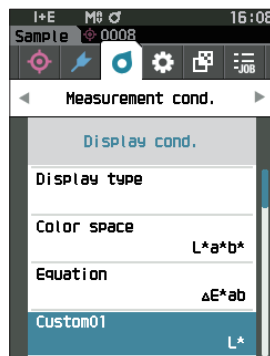 I+E M0 16:08
Sample 0008
-JOB
Measurement cond.
Display cond.
Display type
Color space
L*a*b*
Equation
ΔE*ab
Custom01
L*